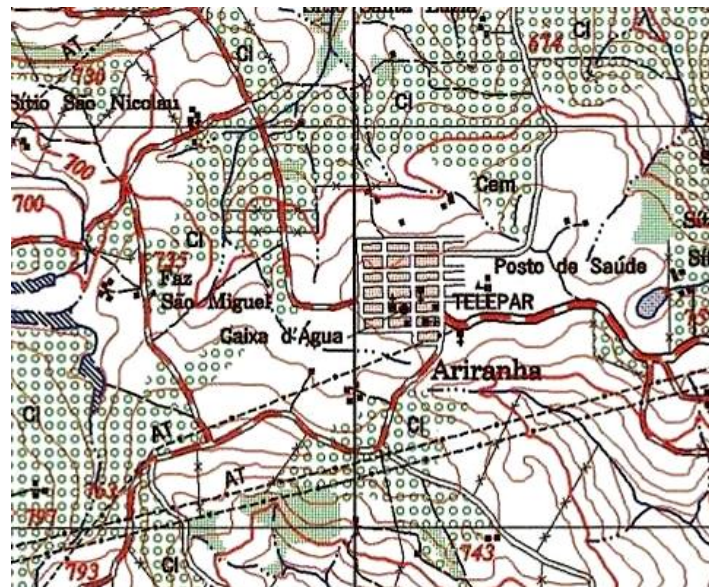 AT
Cl
674
Cl
730
Sítio São Nicolau
Cl
700
700
Cem
Cl
735
Faz
São Miguel
Posto de Saúde
TELEPAR
Caixa d'Água
Ariranha
Cl
AT
Cl
AT
763
797
743
793
Cl